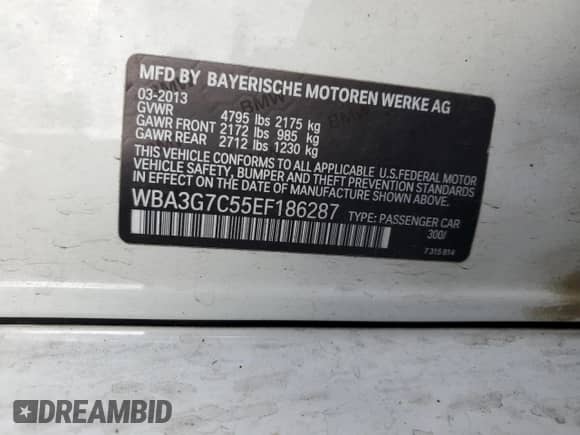 MFD BY BAYERISCHE MOTOREN WERKE AG
03-2013
GVWR 4795 lbs 2175 kg
GAWR FRONT 2172 lbs 985 kg
GAWR REAR 2712 lbs 1230 kg
THIS VEHICLE CONFORMS TO ALL APPLICABLE U.S.FEDERAL MOTOR
VEHICLE SAFETY, BUMPER AND THEFT PREVENTION STANDARDS
IN EFFECT ON THE DATE OF MANUFACTURE SHOWN ABOVE.
WBA3G7C55EF186287 TYPE: PASSENGER CAR
300/
7 315 814
DREAMBID